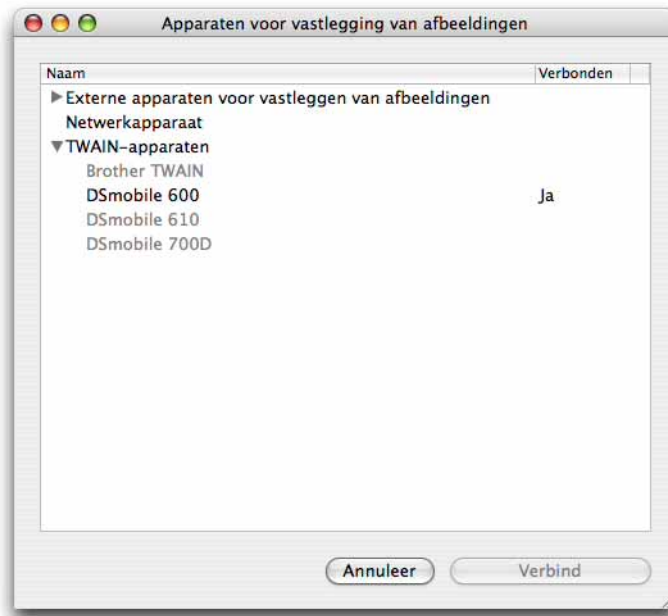 Apparaten voor vastlegging van afbeeldingen
Naam Verbonden
Externe apparaten voor vastleggen van afbeeldingen
Netwerkapparaat
TWAIN-apparaten
Brother TWAIN
DSmobile 600 Ja
DSmobile 610
DSmobile 700D
Annuleer Verbind